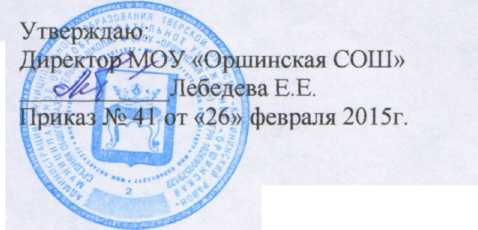 Утверждаю:
Директор МОУ «Оршинская СОШ»
Лебедева Е.Е.
Приказ № 41 от «26» февраля 2015г.